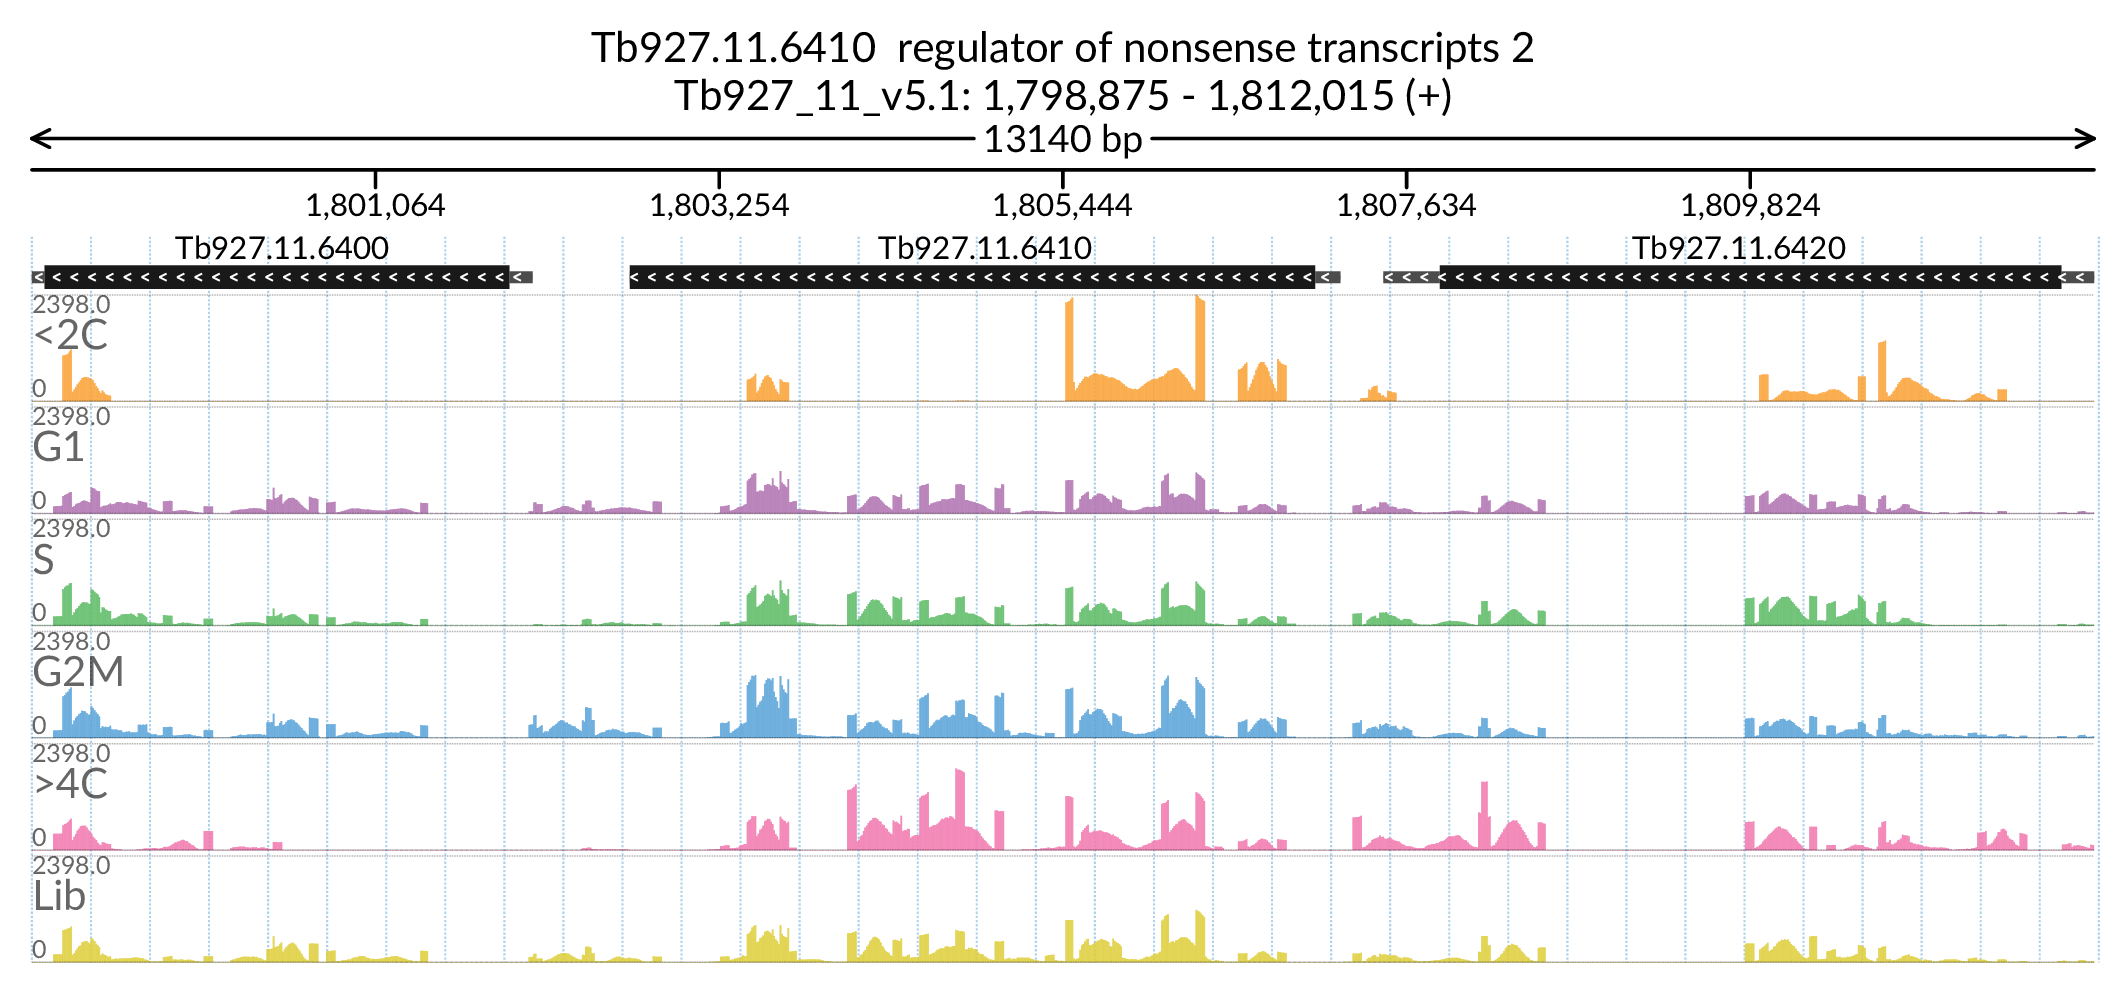 Tb927.11.6410  regulator of nonsense transcripts 2
Tb927_11_v5.1: 1,798,875 - 1,812,015 (+)
13140 bp
1,801,064 1,803,254 1,805,444 1,807,634 1,809,824
Tb927.11.6400 Tb927.11.6410 Tb927.11.6420
2398.0
<2C
0
2398.0
G1
0
2398.0
S
0
2398.0
G2M
0
2398.0
>4C
0
2398.0
Lib
0